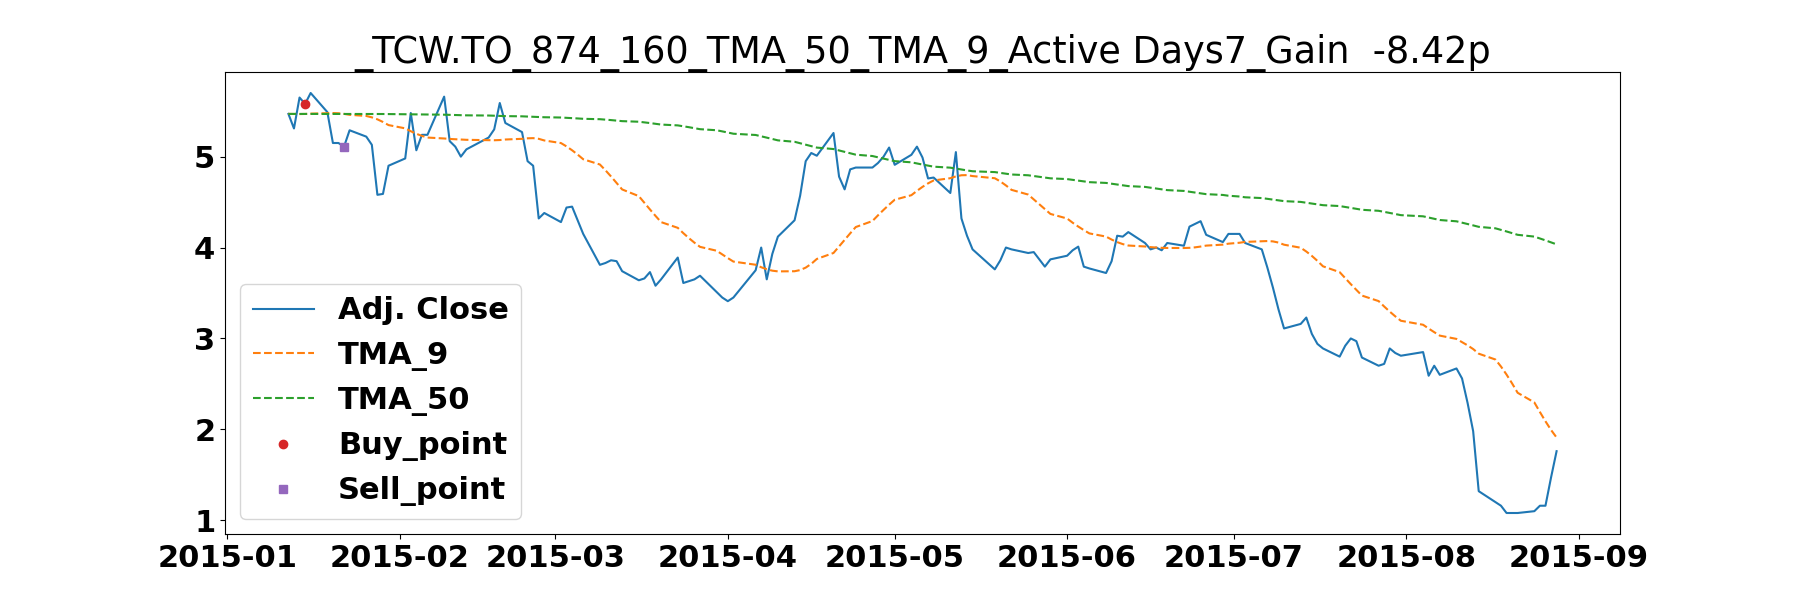 _TCW.TO_874_160_TMA_50_TMA_9_Active Days7_Gain  -8.42p
5
4
3
2
1
Adj. Close
TMA_9
TMA_50
Buy_point
Sell_point
2015-01 2015-02 2015-03 2015-04 2015-05 2015-06 2015-07 2015-08 2015-09